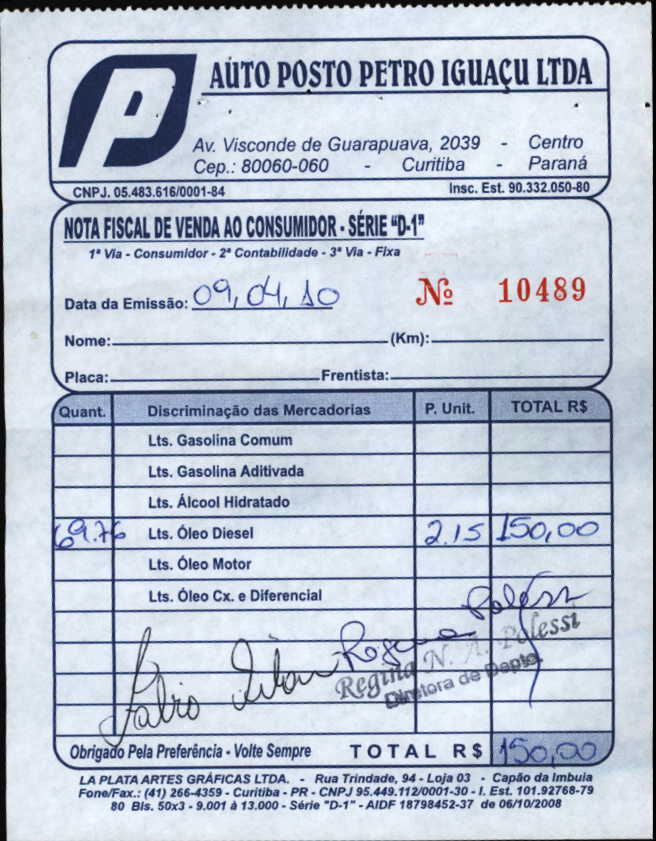 P
AUTO POSTO PETRO IGUAÇU LTDA
Av. Visconde de Guarapuava, 2039 - Centro
Cep.: 80060-060 - Curitiba - Paraná
CNPJ. 05.483.616/0001-84 Insc. Est. 90.332.050-80
NOTA FISCAL DE VENDA AO CONSUMIDOR - SÉRIE "D-1"
1ª Via - Consumidor - 2ª Contabilidade - 3ª Via - Fixa
Data da Emissão: 09,04,10 Nº 10489
Nome: (Km):
Placa: Frentista:
Quant. Discriminação das Mercadorias P. Unit. TOTAL R$
Lts. Gasolina Comum
Lts. Gasolina Aditivada
Lts. Álcool Hidratado
69.76 Lts. Óleo Diesel 2.15 150,00
Lts. Óleo Motor
Lts. Óleo Cx. e Diferencial
Regina Polessi
Regina N. A. Polessi
Diretora de Depto.
Fabio
Obrigado Pela Preferência - Volte Sempre TOTAL R$ 150,00
LA PLATA ARTES GRÁFICAS LTDA. - Rua Trindade, 94 - Loja 03 - Capão da Imbuia
Fone/Fax.: (41) 266-4359 - Curitiba - PR - CNPJ 95.449.112/0001-30 - I. Est. 101.92768-79
80 Bls. 50x3 - 9.001 à 13.000 - Série "D-1" - AIDF 18798452-37 de 06/10/2008